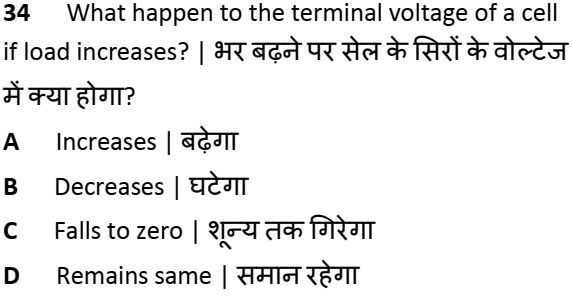 34 What happen to the terminal voltage of a cell
if load increases? | भर बढ़ने पर सेल के सिरों के वोल्टेज
में क्या होगा?
A Increases | बढ़ेगा
B Decreases | घटेगा
C Falls to zero | शून्य तक गिरेगा
D Remains same | समान रहेगा